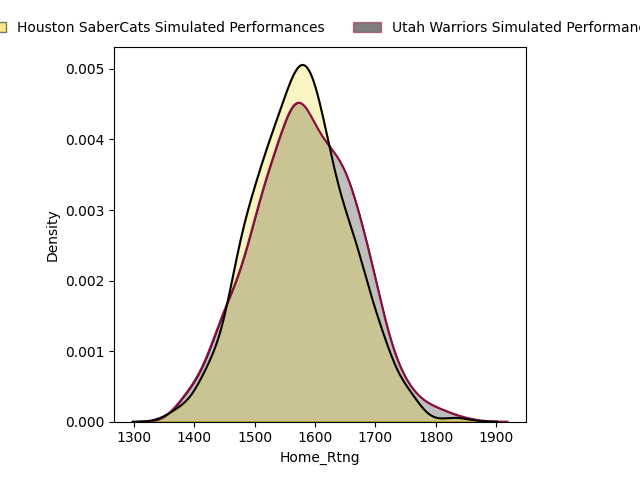 Houston SaberCats Simulated Performances
Utah Warriors Simulated
0.005
0.004
0.003
0.002
0.001
0.000
Density
1300 1400 1500 1600 1700 1800 1900
Home_Rtng